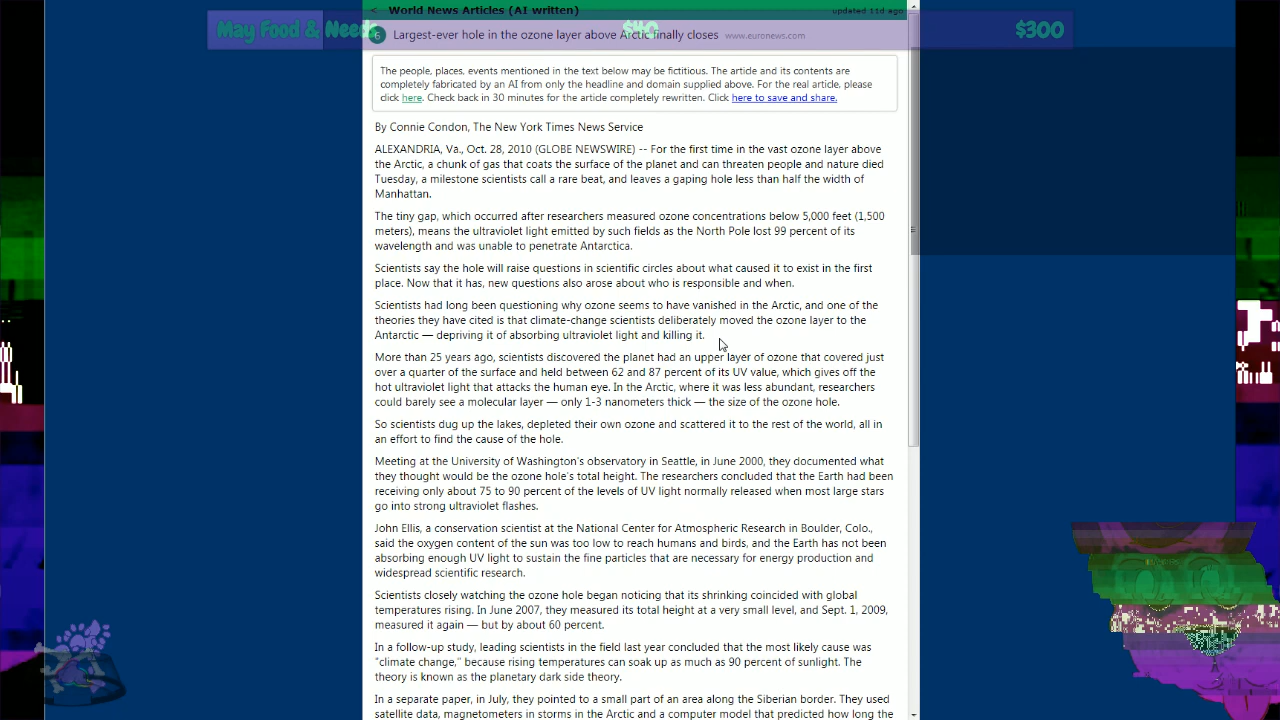 < World News Articles (AI written) updated 11d ago
May Food & Needs $40 $300
6 Largest-ever hole in the ozone layer above Arctic finally closes www.euronews.com
The people, places, events mentioned in the text below may be fictitious. The article and its contents are
completely fabricated by an AI from only the headline and domain supplied above. For the real article, please
click here. Check back in 30 minutes for the article completely rewritten. Click here to save and share.
By Connie Condon, The New York Times News Service
ALEXANDRIA, Va., Oct. 28, 2010 (GLOBE NEWSWIRE) -- For the first time in the vast ozone layer above
the Arctic, a chunk of gas that coats the surface of the planet and can threaten people and nature died
Tuesday, a milestone scientists call a rare beat, and leaves a gaping hole less than half the width of
Manhattan.
The tiny gap, which occurred after researchers measured ozone concentrations below 5,000 feet (1,500
meters), means the ultraviolet light emitted by such fields as the North Pole lost 99 percent of its
wavelength and was unable to penetrate Antarctica.
Scientists say the hole will raise questions in scientific circles about what caused it to exist in the first
place. Now that it has, new questions also arose about who is responsible and when.
Scientists had long been questioning why ozone seems to have vanished in the Arctic, and one of the
theories they have cited is that climate-change scientists deliberately moved the ozone layer to the
Antarctic — depriving it of absorbing ultraviolet light and killing it.
More than 25 years ago, scientists discovered the planet had an upper layer of ozone that covered just
over a quarter of the surface and held between 62 and 87 percent of its UV value, which gives off the
hot ultraviolet light that attacks the human eye. In the Arctic, where it was less abundant, researchers
could barely see a molecular layer — only 1-3 nanometers thick — the size of the ozone hole.
So scientists dug up the lakes, depleted their own ozone and scattered it to the rest of the world, all in
an effort to find the cause of the hole.
Meeting at the University of Washington's observatory in Seattle, in June 2000, they documented what
they thought would be the ozone hole's total height. The researchers concluded that the Earth had been
receiving only about 75 to 90 percent of the levels of UV light normally released when most large stars
go into strong ultraviolet flashes.
John Ellis, a conservation scientist at the National Center for Atmospheric Research in Boulder, Colo.,
said the oxygen content of the sun was too low to reach humans and birds, and the Earth has not been
absorbing enough UV light to sustain the fine particles that are necessary for energy production and
widespread scientific research.
Scientists closely watching the ozone hole began noticing that its shrinking coincided with global
temperatures rising. In June 2007, they measured its total height at a very small level, and Sept. 1, 2009,
measured it again — but by about 60 percent.
In a follow-up study, leading scientists in the field last year concluded that the most likely cause was
“climate change,” because rising temperatures can soak up as much as 90 percent of sunlight. The
theory is known as the planetary dark side theory.
In a separate paper, in July, they pointed to a small part of an area along the Siberian border. They used
satellite data, magnetometers in storms in the Arctic and a computer model that predicted how long the